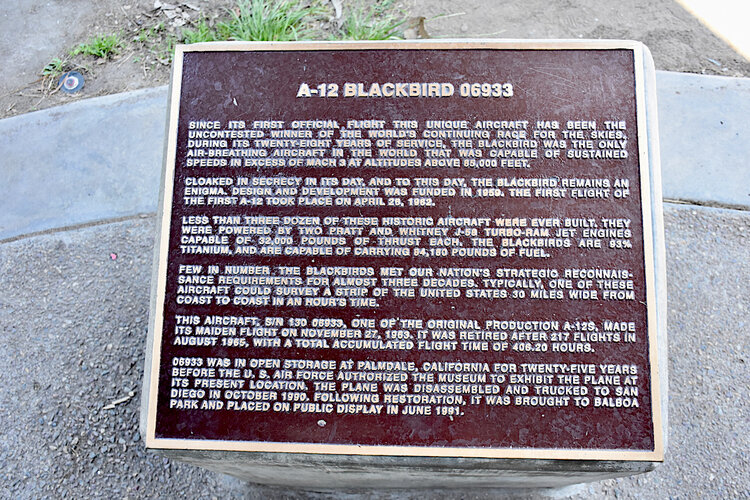 A-12 BLACKBIRD 06933
SINCE ITS FIRST OFFICIAL FLIGHT THIS UNIQUE AIRCRAFT HAS BEEN THE
UNCONTESTED WINNER OF THE WORLD'S CONTINUING RACE FOR THE SKIES.
DURING ITS TWENTY-EIGHT YEARS OF SERVICE, THE BLACKBIRD WAS THE ONLY
AIR-BREATHING AIRCRAFT IN THE WORLD THAT WAS CAPABLE OF SUSTAINED
SPEEDS IN EXCESS OF MACH 3 AT ALTITUDES ABOVE 85,000 FEET.
CLOAKED IN SECRECY IN ITS DAY, AND TO THIS DAY, THE BLACKBIRD REMAINS AN
ENIGMA. DESIGN AND DEVELOPMENT WAS FUNDED IN 1959. THE FIRST FLIGHT OF
THE FIRST A-12 TOOK PLACE ON APRIL 26, 1962.
LESS THAN THREE DOZEN OF THESE HISTORIC AIRCRAFT WERE EVER BUILT. THEY
WERE POWERED BY TWO PRATT AND WHITNEY J-58 TURBO-RAM JET ENGINES
CAPABLE OF 32,000 POUNDS OF THRUST EACH. THE BLACKBIRDS ARE 93%
TITANIUM, AND ARE CAPABLE OF CARRYING 84,180 POUNDS OF FUEL.
FEW IN NUMBER, THE BLACKBIRDS MET OUR NATION'S STRATEGIC RECONNAIS-
SANCE REQUIREMENTS FOR ALMOST THREE DECADES. TYPICALLY, ONE OF THESE
AIRCRAFT COULD SURVEY A STRIP OF THE UNITED STATES 30 MILES WIDE FROM
COAST TO COAST IN AN HOUR'S TIME.
THIS AIRCRAFT, S/N 130 06933, ONE OF THE ORIGINAL PRODUCTION A-12S, MADE
ITS MAIDEN FLIGHT ON NOVEMBER 27, 1963. IT WAS RETIRED AFTER 217 FLIGHTS IN
AUGUST 1965, WITH A TOTAL ACCUMULATED FLIGHT TIME OF 406.20 HOURS.
06933 WAS IN OPEN STORAGE AT PALMDALE, CALIFORNIA FOR TWENTY-FIVE YEARS
BEFORE THE U. S. AIR FORCE AUTHORIZED THE MUSEUM TO EXHIBIT THE PLANE AT
ITS PRESENT LOCATION. THE PLANE WAS DISASSEMBLED AND TRUCKED TO SAN
DIEGO IN OCTOBER 1990. FOLLOWING RESTORATION, IT WAS BROUGHT TO BALBOA
PARK AND PLACED ON PUBLIC DISPLAY IN JUNE 1991.